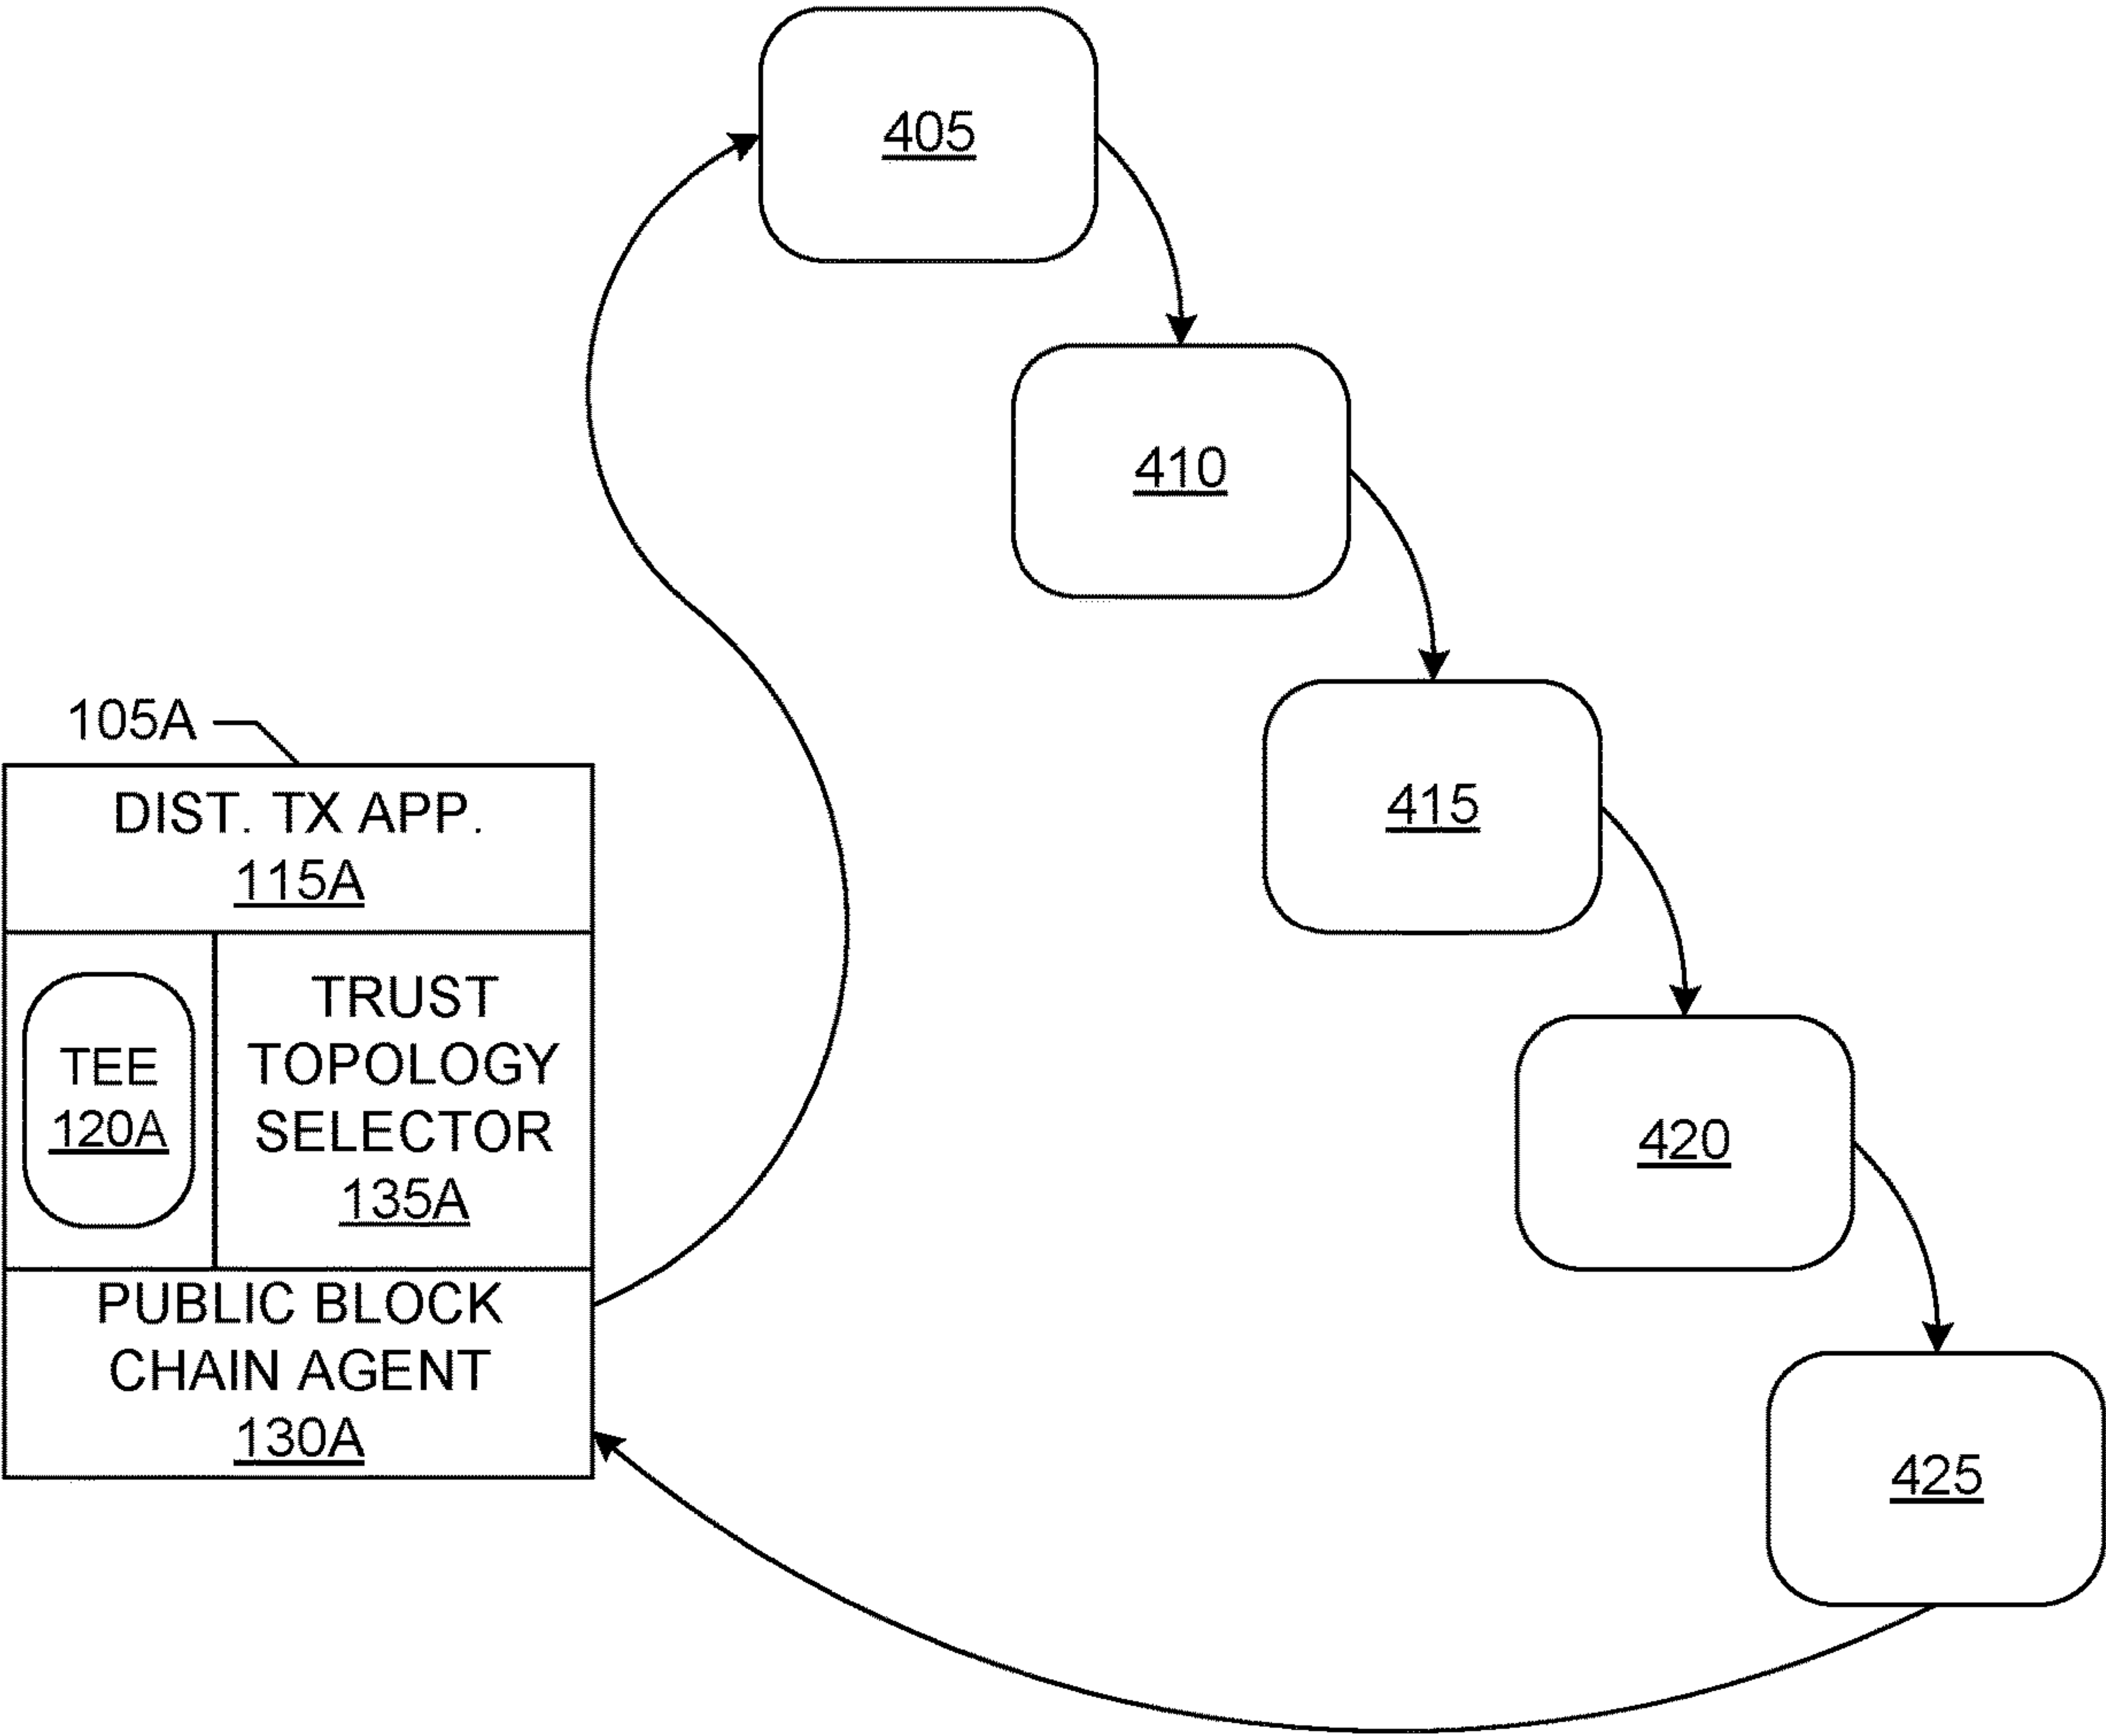 405
410
415
420
425
105A
DIST. TX APP.
115A
TEE
120A
TRUST
TOPOLOGY
SELECTOR
135A
PUBLIC BLOCK
CHAIN AGENT
130A